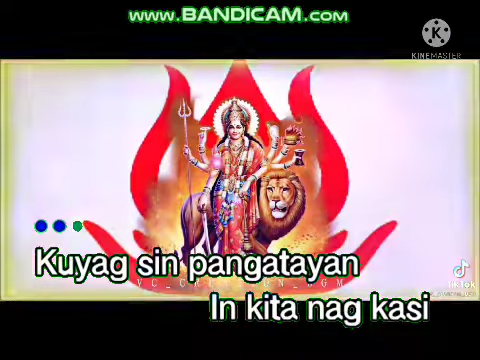 www.BANDICAM.com
KINEMASTER
Kuyag sin pangatayan
In kita nag kasi
TikTok